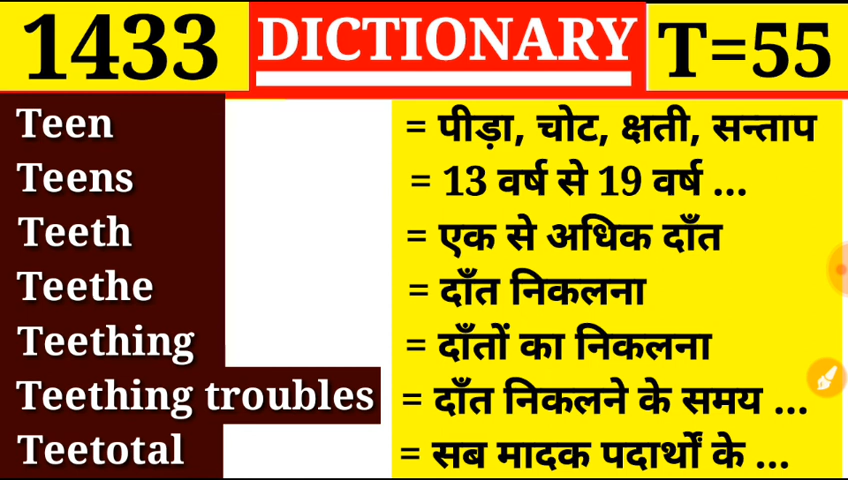 1433 DICTIONARY T=55
Teen = पीड़ा, चोट, क्षती, सन्ताप
Teens = 13 वर्ष से 19 वर्ष ...
Teeth = एक से अधिक दाँत
Teethe = दाँत निकलना
Teething = दाँतों का निकलना
Teething troubles = दाँत निकलने के समय ...
Teetotal = सब मादक पदार्थों के ...